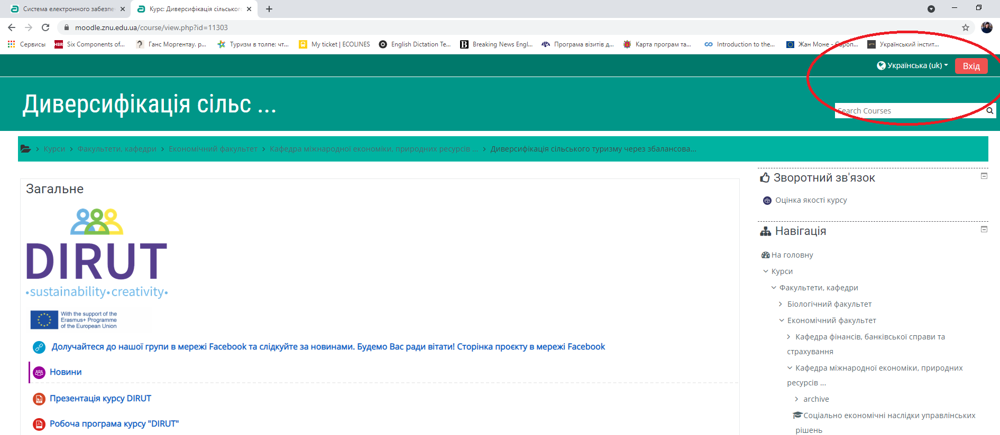 Система електронного забезпе
Курс: Диверсифікація сільського
moodle.znu.edu.ua/course/view.php?id=11303
Сервисы
HBR Six Components of...
Ганс Моргентау. р...
Туризм в толпе: чт...
My ticket | ECOLINES
English Dictation Te...
B Breaking News Engl...
Програма візитів д...
Карта програм та...
Introduction to the...
Жан Моне - Європ...
Український інстит...
Українська (uk)
Вхід
Диверсифікація сільс ...
Search Courses
Курси > Факультети, кафедри > Економічний факультет > Кафедра міжнародної економіки, природних ресурсів ... > Диверсифікація сільського туризму через збалансова...
Загальне
DIRUT
•sustainability•creativity•
With the support of the
Erasmus+ Programme
of the European Union
Долучайтеся до нашої групи в мережі Facebook та слідкуйте за новинами. Будемо Вас ради вітати! Сторінка проєкту в мережі Facebook
Новини
Презентація курсу DIRUT
Робоча програма курсу "DIRUT"
Зворотний зв'язок
Оцінка якості курсу
Навігація
На головну
Курси
Факультети, кафедри
Біологічний факультет
Економічний факультет
Кафедра фінансів, банківської справи та
страхування
Кафедра міжнародної економіки, природних
ресурсів ...
archive
Соціально економічні наслідки управлінських
рішень